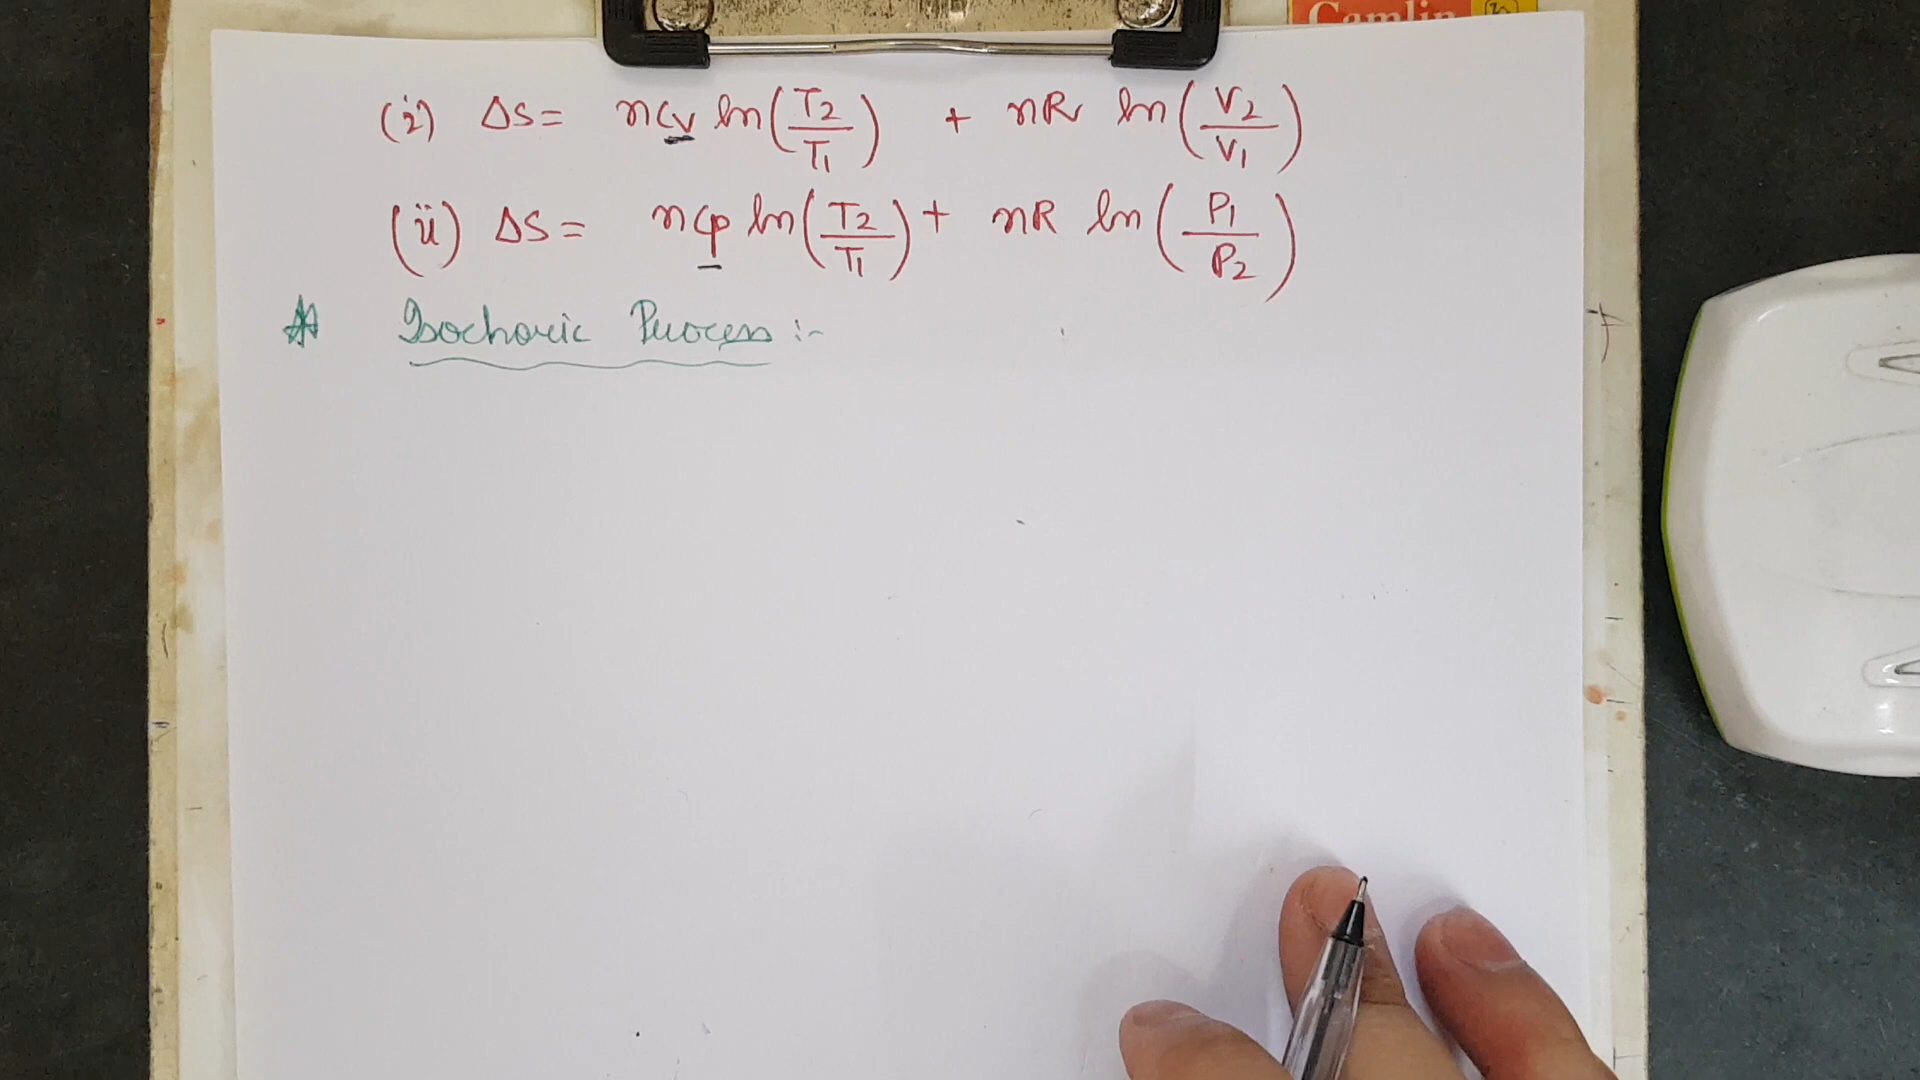 Camlin
(i) ΔS = nCv ln(T2/T1) + nR ln(V2/V1)
(ii) ΔS = nCp ln(T2/T1) + nR ln(P1/P2)
Isochoric Process :-